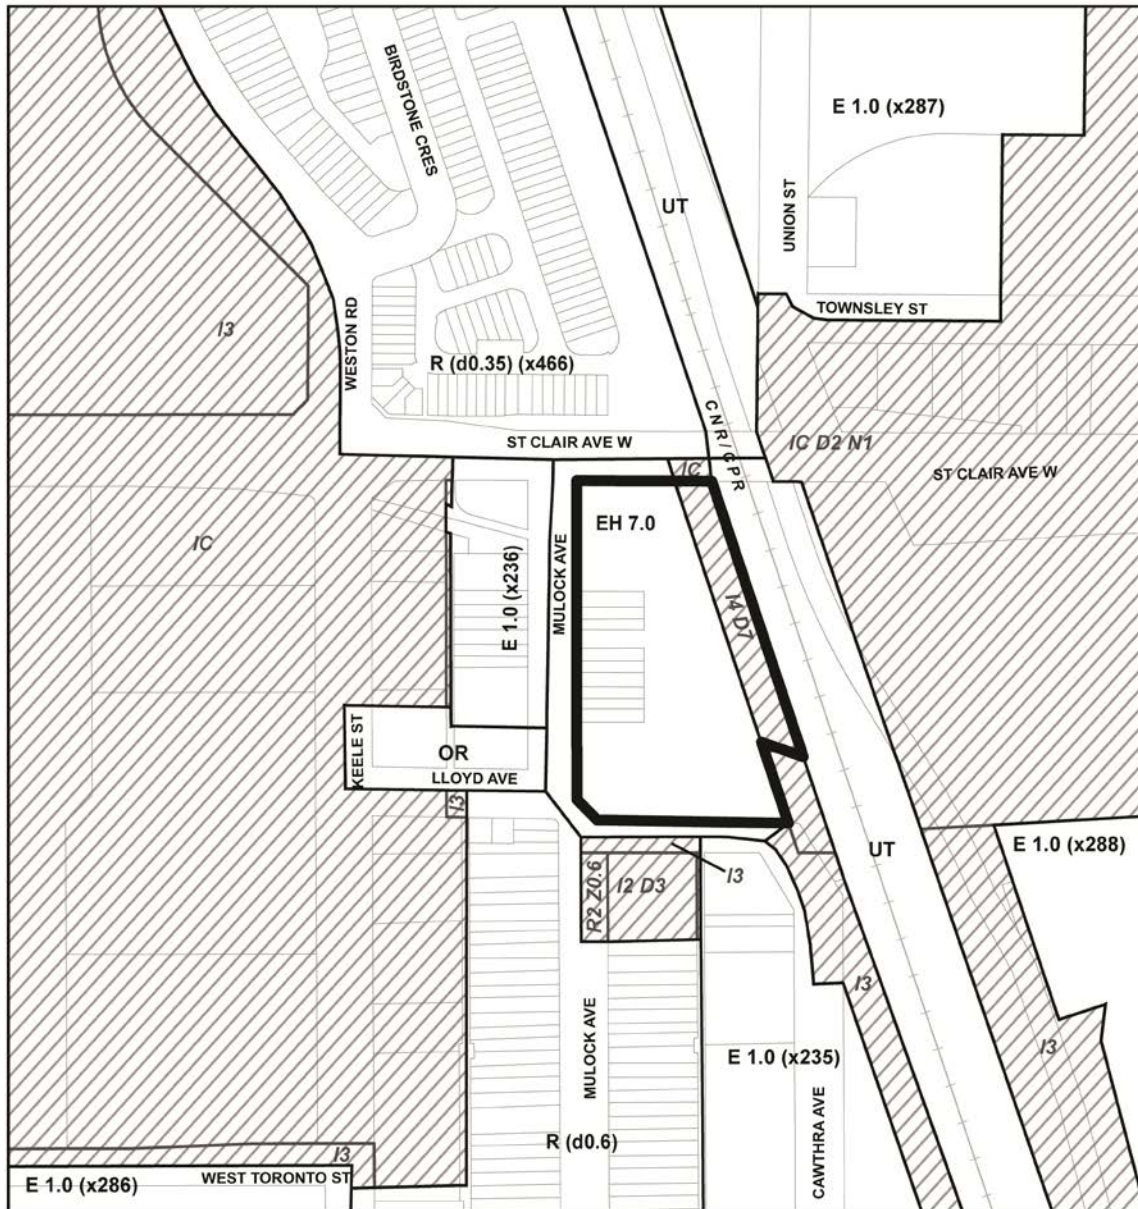 BIRDSTONE CRES
E 1.0 (x287)
UT
UNION ST
TOWNSLEY ST
I3
WESTON RD
R (d0.35) (x466)
CNR/CPR
ST CLAIR AVE W
IC D2 N1
ST CLAIR AVE W
IC
EH 7.0
IC
E 1.0 (x236)
MULOCK AVE
I4 D7
KEELE ST
OR
LLOYD AVE
I3
UT
E 1.0 (x288)
R2 Z0.6
I2 D3
I3
I3
MULOCK AVE
E 1.0 (x235)
I3
CAWTHRA AVE
R (d0.6)
I3
WEST TORONTO ST
E 1.0 (x286)